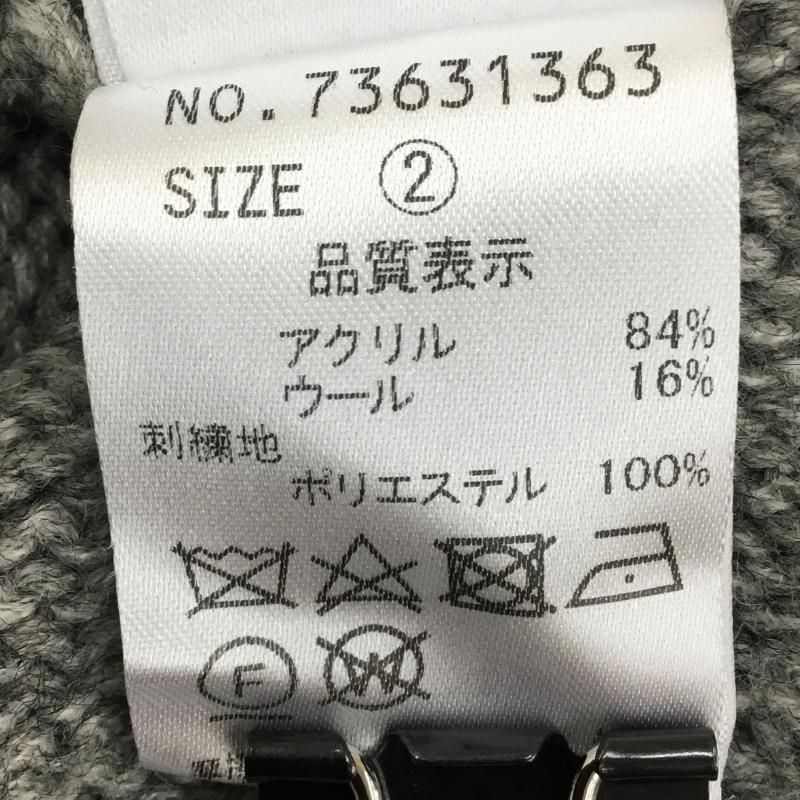 NO.73631363
SIZE ②
品質表示
アクリル 84%
ウール 16%
刺繍地
ポリエステル 100%
F
W